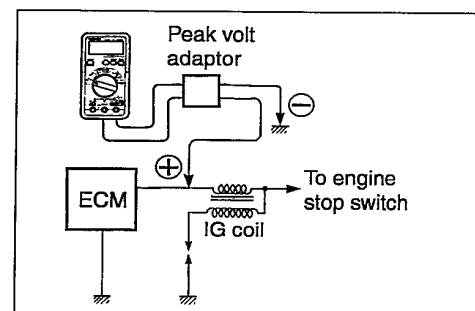 Peak volt
adaptor
⊖
⊕
ECM
To engine
stop switch
IG coil